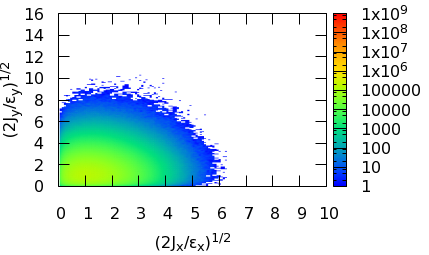 16
14
12
10
8
6
4
2
0
(2J_y/ε_y)^1/2
0 1 2 3 4 5 6 7 8 9 10
(2J_x/ε_x)^1/2
1x10^9
1x10^8
1x10^7
1x10^6
100000
10000
1000
100
10
1